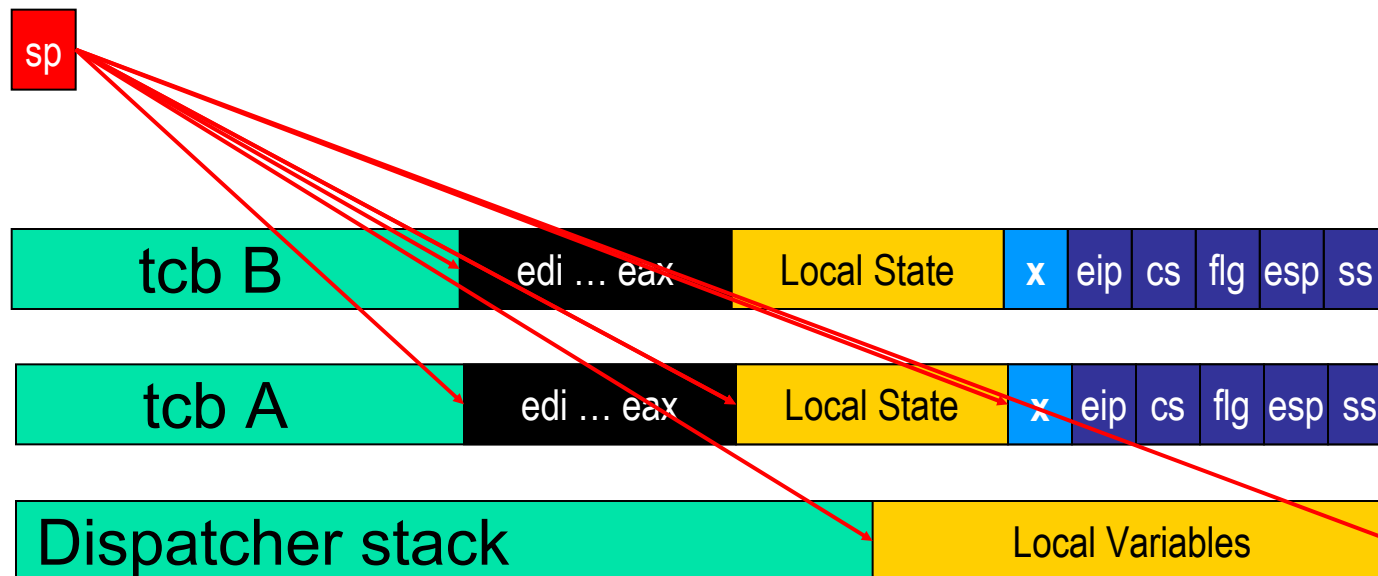 sp
tcb B edi … eax Local State x eip cs flg esp ss
tcb A edi … eax Local State x eip cs flg esp ss
Dispatcher stack Local Variables